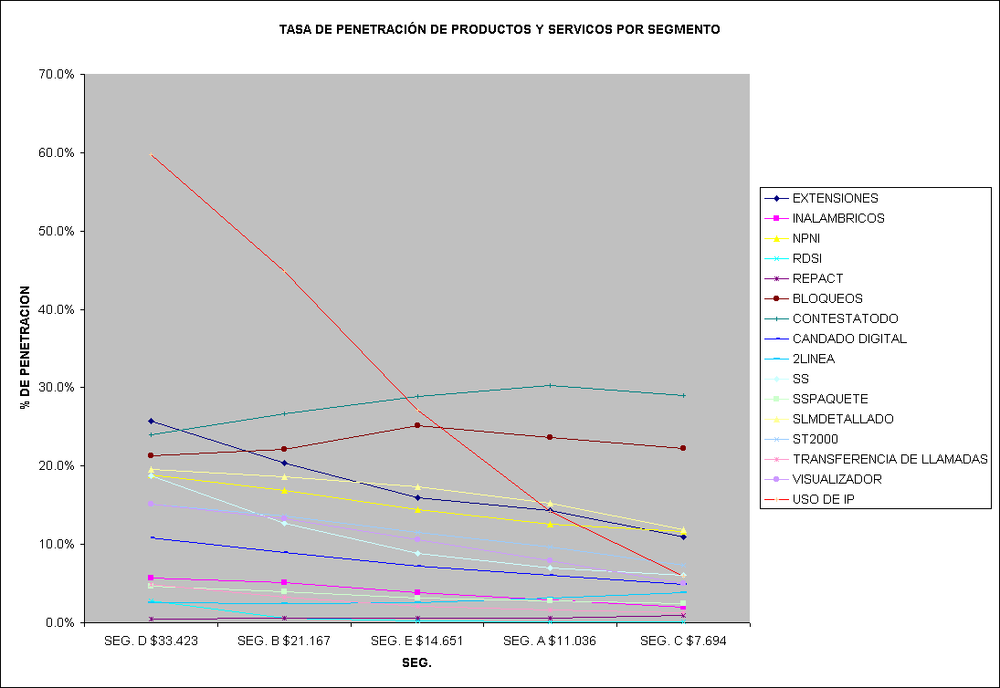 TASA DE PENETRACIÓN DE PRODUCTOS Y SERVICOS POR SEGMENTO
70.0%
60.0%
50.0%
40.0%
30.0%
20.0%
10.0%
0.0%
% DE PENETRACION
SEG. D $33.423
SEG. B $21.167
SEG. E $14.651
SEG. A $11.036
SEG. C $7.694
SEG.
EXTENSIONES
INALAMBRICOS
NPNI
RDSI
REPACT
BLOQUEOS
CONTESTATODO
CANDADO DIGITAL
2LINEA
SS
SSPAQUETE
SLMDETALLADO
ST2000
TRANSFERENCIA DE LLAMADAS
VISUALIZADOR
USO DE IP